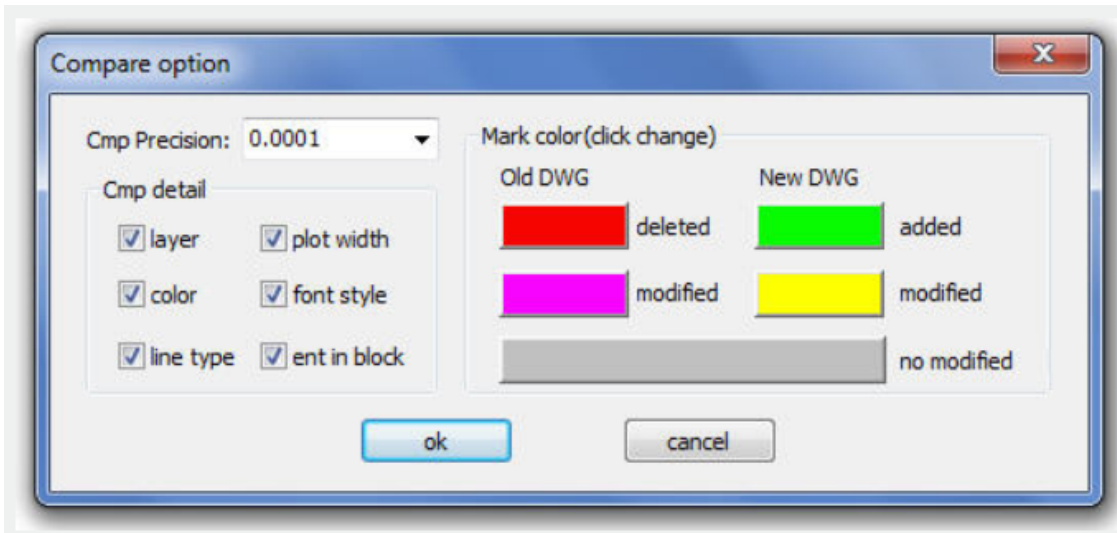 Compare option
Cmp Precision: 0.0001
Cmp detail
layer plot width
color font style
line type ent in block
Mark color(click change)
Old DWG New DWG
deleted added
modified modified
no modified
ok cancel